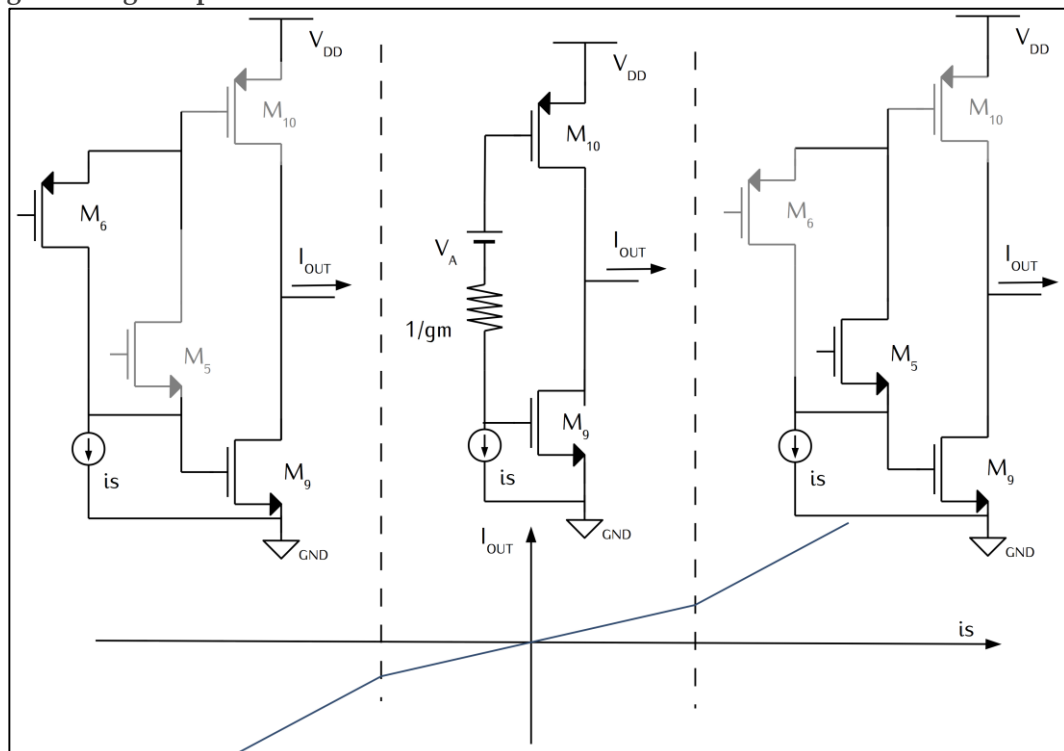 V_DD
M_10
M_6
I_OUT
M_5
is
M_9
GND
V_DD
M_10
V_A
I_OUT
1/gm
M_9
is
GND
V_DD
M_10
M_6
I_OUT
M_5
is
M_9
GND
I_OUT
is